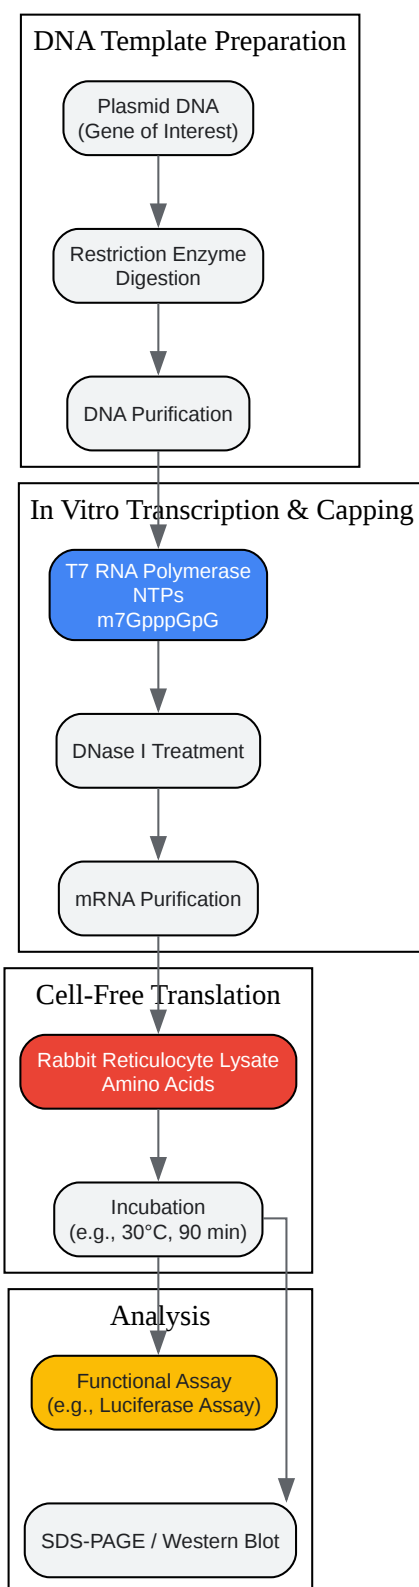 DNA Template Preparation
Plasmid DNA
(Gene of Interest)
Restriction Enzyme
Digestion
DNA Purification
In Vitro Transcription & Capping
T7 RNA Polymerase
NTPs
m7GpppGpG
DNase I Treatment
mRNA Purification
Cell-Free Translation
Rabbit Reticulocyte Lysate
Amino Acids
Incubation
(e.g., 30°C, 90 min)
Analysis
Functional Assay
(e.g., Luciferase Assay)
SDS-PAGE / Western Blot